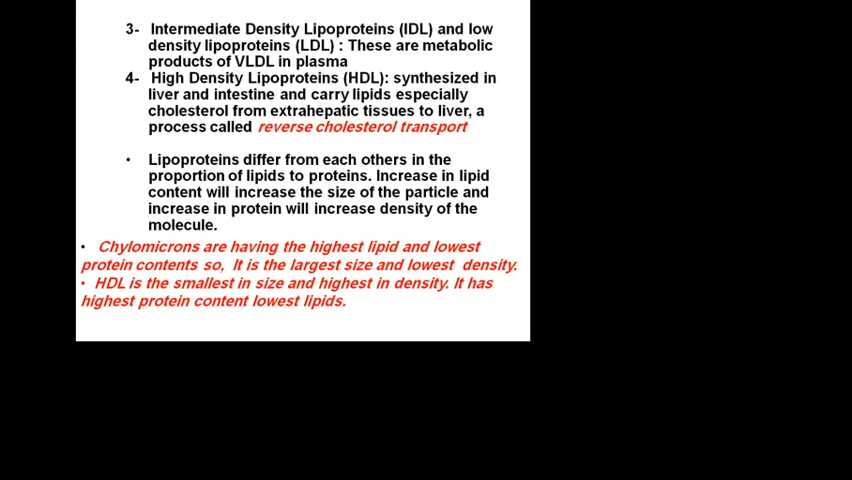 3- Intermediate Density Lipoproteins (IDL) and low
density lipoproteins (LDL) : These are metabolic
products of VLDL in plasma
4- High Density Lipoproteins (HDL): synthesized in
liver and intestine and carry lipids especially
cholesterol from extrahepatic tissues to liver, a
process called reverse cholesterol transport
• Lipoproteins differ from each others in the
proportion of lipids to proteins. Increase in lipid
content will increase the size of the particle and
increase in protein will increase density of the
molecule.
• Chylomicrons are having the highest lipid and lowest
protein contents so, It is the largest size and lowest density.
• HDL is the smallest in size and highest in density. It has
highest protein content lowest lipids.